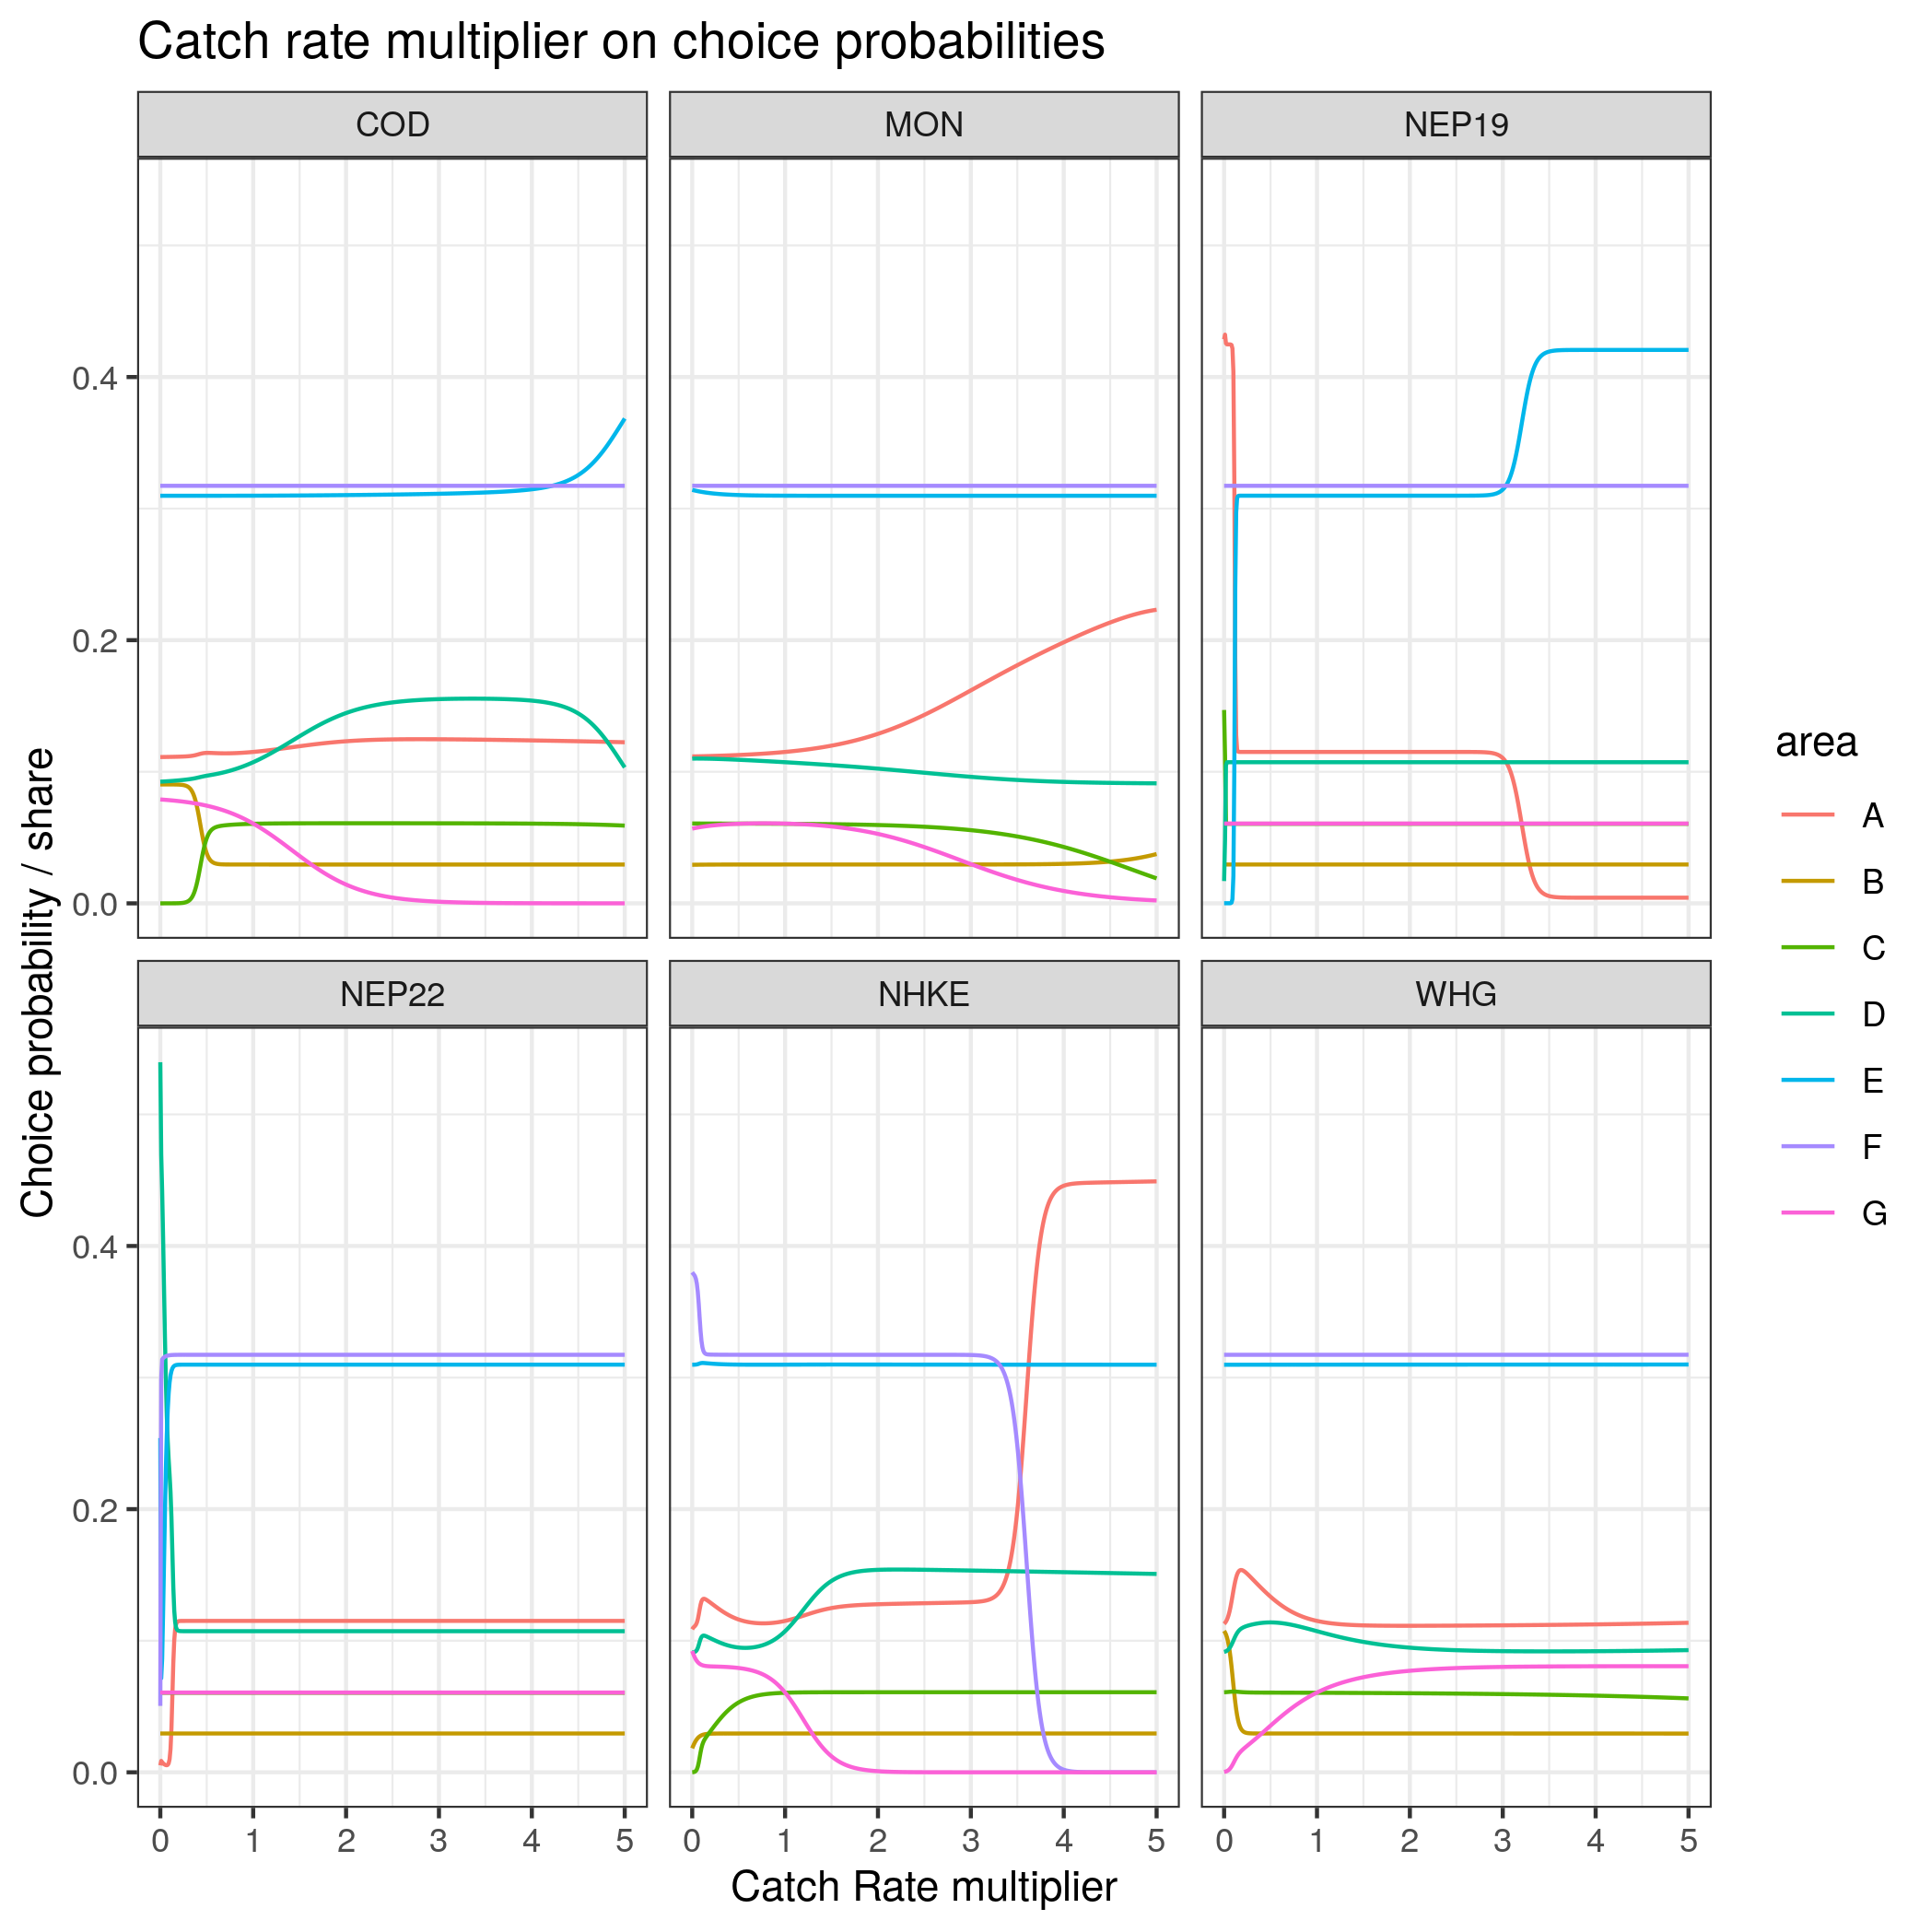 Catch rate multiplier on choice probabilities
COD
MON
NEP19
0.4
0.2
0.0
NEP22
NHKE
WHG
0.4
0.2
0.0
0 1 2 3 4 5
0 1 2 3 4 5
0 1 2 3 4 5
Catch Rate multiplier
Choice probability / share
area
A
B
C
D
E
F
G